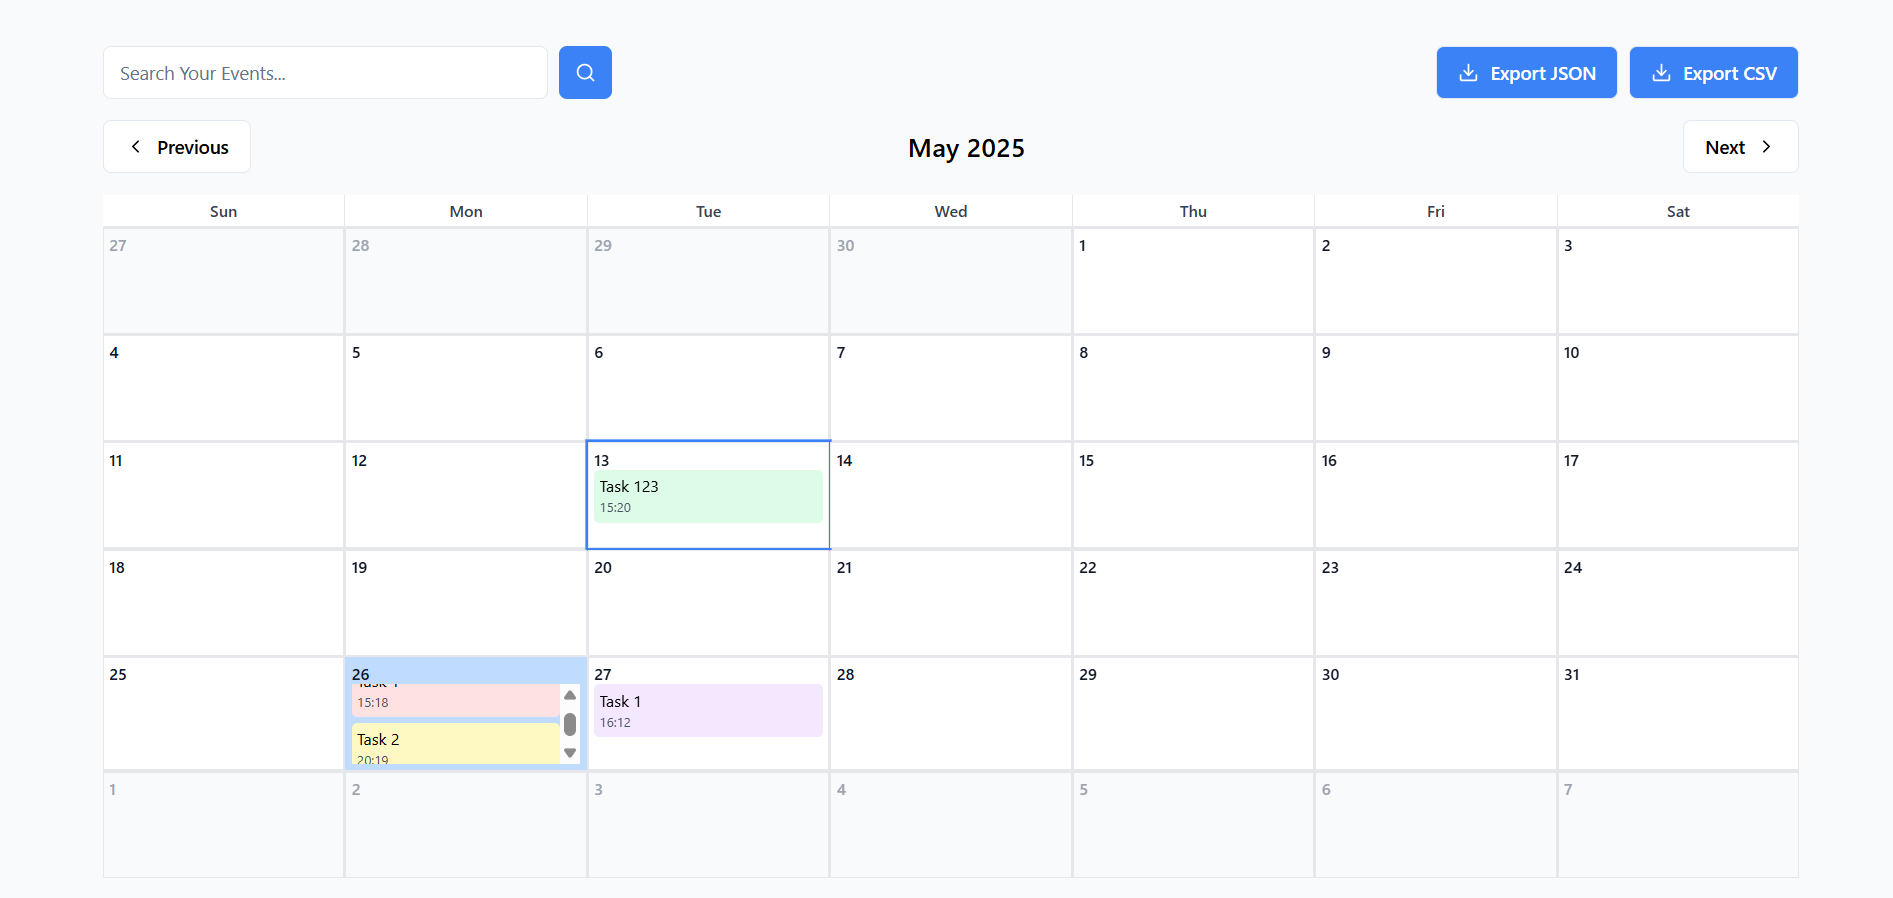 Search Your Events...
Export JSON
Export CSV
Previous
May 2025
Next
Sun Mon Tue Wed Thu Fri Sat
27 28 29 30 1 2 3
4 5 6 7 8 9 10
11 12 13 14 15 16 17
Task 123
15:20
18 19 20 21 22 23 24
25 26 27 28 29 30 31
15:18
Task 2
20:19
Task 1
16:12
1 2 3 4 5 6 7